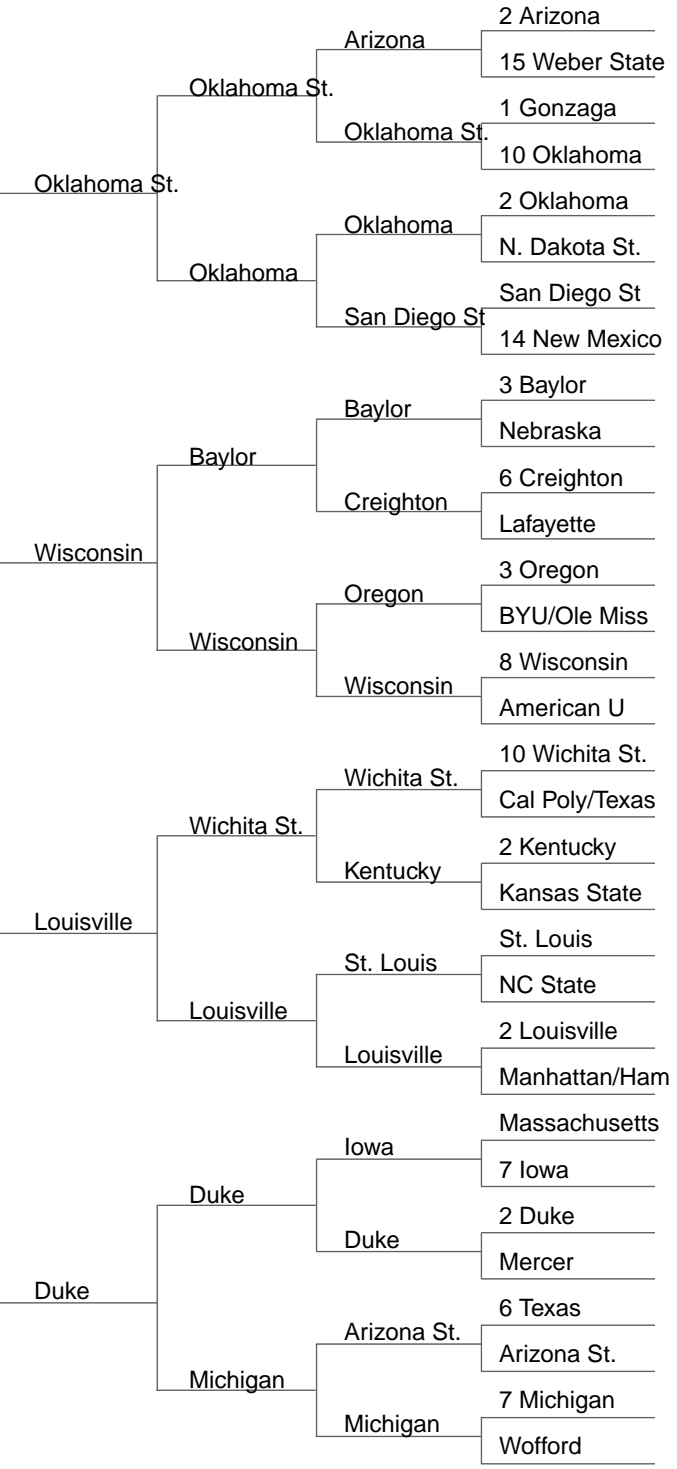 2 Arizona
Arizona
15 Weber State
Oklahoma St.
1 Gonzaga
Oklahoma St.
10 Oklahoma
Oklahoma St.
2 Oklahoma
Oklahoma
N. Dakota St.
Oklahoma
San Diego St
San Diego St
14 New Mexico
3 Baylor
Baylor
Nebraska
Baylor
6 Creighton
Creighton
Lafayette
Wisconsin
3 Oregon
Oregon
BYU/Ole Miss
Wisconsin
8 Wisconsin
Wisconsin
American U
10 Wichita St.
Wichita St.
Cal Poly/Texas
Wichita St.
2 Kentucky
Kentucky
Kansas State
Louisville
St. Louis
St. Louis
NC State
Louisville
2 Louisville
Louisville
Manhattan/Ham
Massachusetts
Iowa
7 Iowa
Duke
2 Duke
Duke
Mercer
Duke
6 Texas
Arizona St.
Arizona St.
Michigan
7 Michigan
Michigan
Wofford